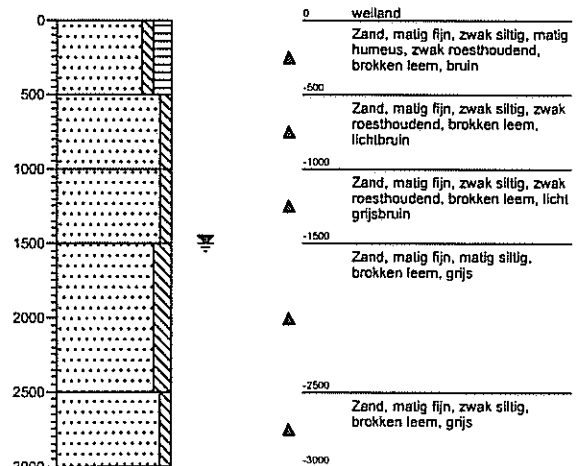 0
500
1000
1500
2000
2500
3000
0
weiland
Zand, matig fijn, zwak siltig, matig
humeus, zwak roesthoudend,
brokken leem, bruin
-500
Zand, matig fijn, zwak siltig, zwak
roesthoudend, brokken leem,
lichtbruin
-1000
Zand, matig fijn, zwak siltig, zwak
roesthoudend, brokken leem, licht
grijsbruin
-1500
Zand, matig fijn, matig siltig,
brokken leem, grijs
-2500
Zand, matig fijn, zwak siltig,
brokken leem, grijs
-3000